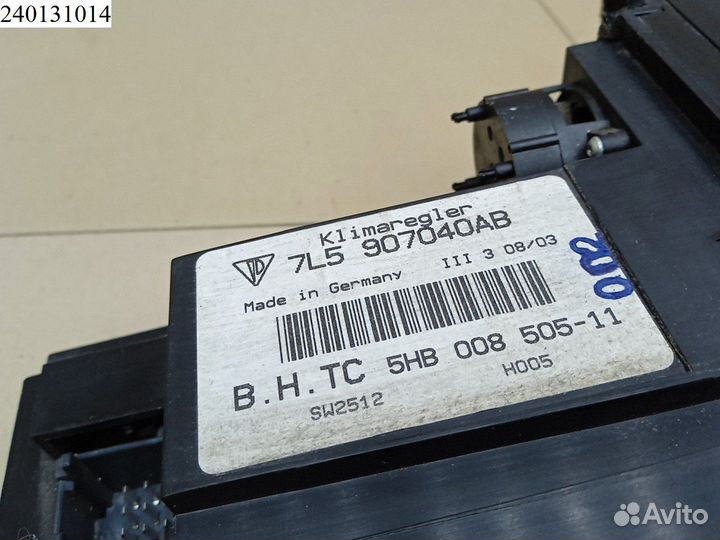 240131014
Klimaregler
7L5 907040AB
Made in Germany III 3 08/03
B.H.TC 5HB 008 505-11
SW2512 H005
Avito